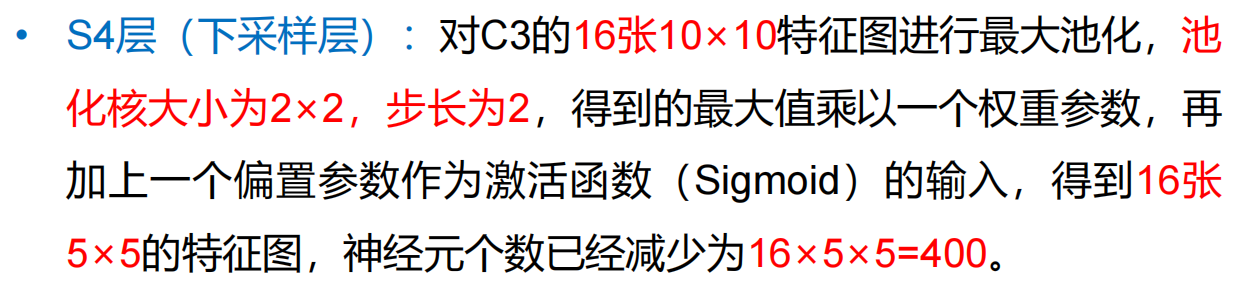 • S4层（下采样层）：对C3的16张10×10特征图进行最大池化，池
化核大小为2×2，步长为2，得到的最大值乘以一个权重参数，再
加上一个偏置参数作为激活函数（Sigmoid）的输入，得到16张
5×5的特征图，神经元个数已经减少为16×5×5=400。